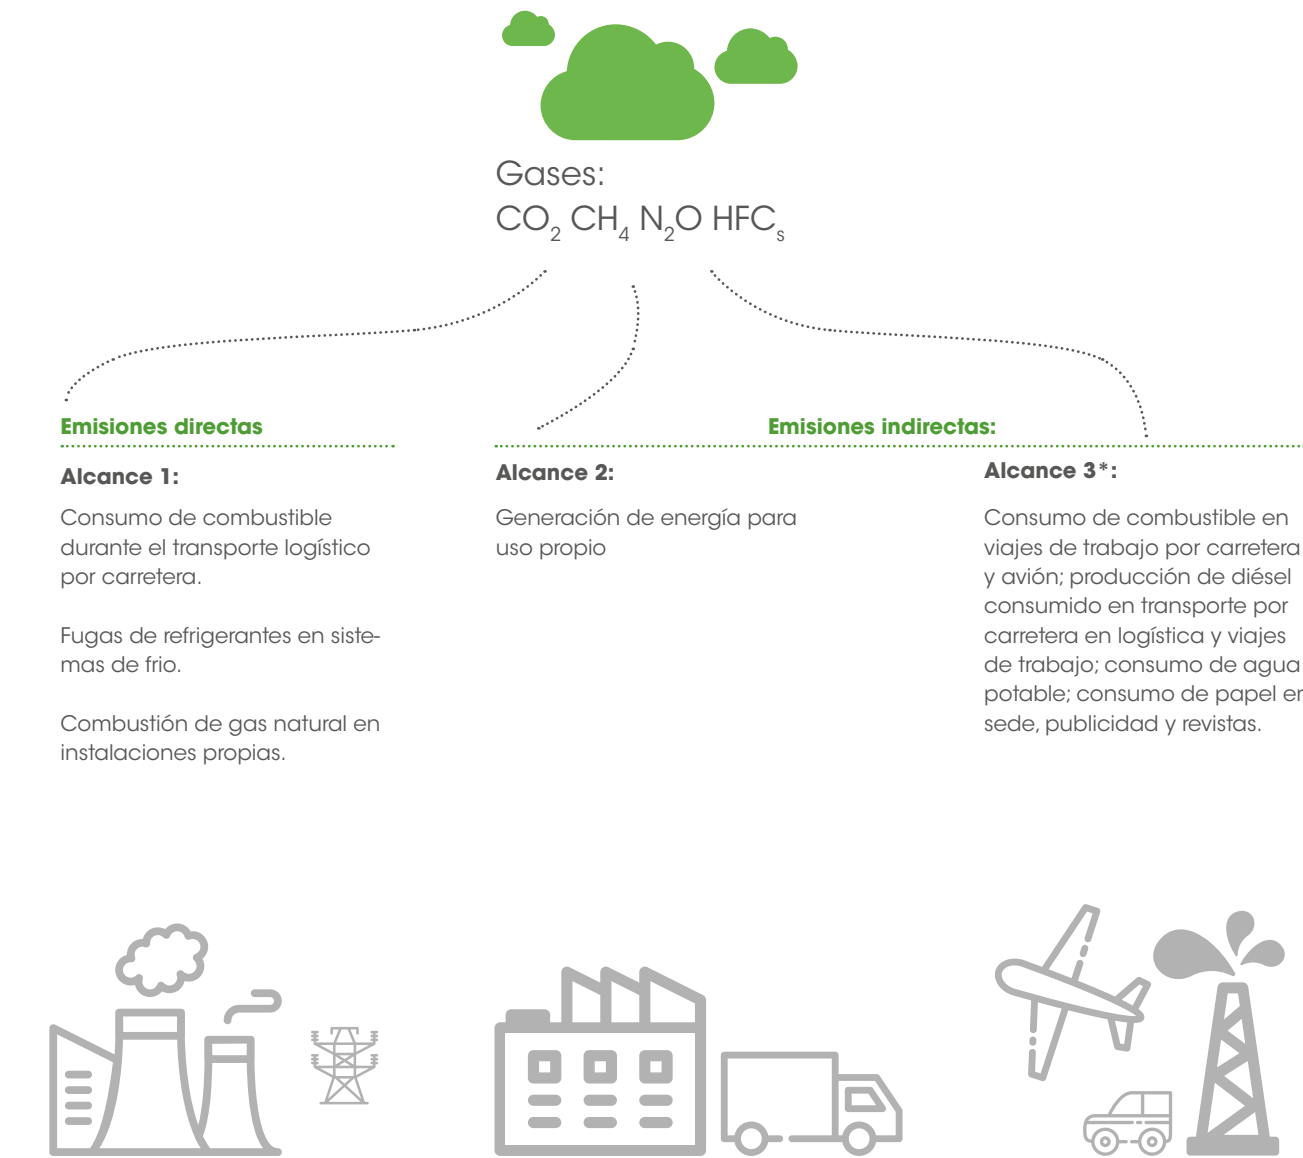 Gases:
CO₂ CH₄ N₂O HFCₛ
Emisiones directas
Alcance 1:
Consumo de combustible
durante el transporte logístico
por carretera.
Fugas de refrigerantes en siste-
mas de frio.
Combustión de gas natural en
instalaciones propias.
Emisiones indirectas:
Alcance 2:
Generación de energía para
uso propio
Alcance 3*:
Consumo de combustible en
viajes de trabajo por carretera
y avión; producción de diésel
consumido en transporte por
carretera en logística y viajes
de trabajo; consumo de agua
potable; consumo de papel en
sede, publicidad y revistas.